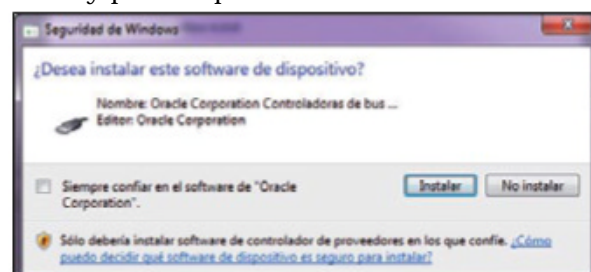 Seguridad de Windows
¿Desea instalar este software de dispositivo?
Nombre: Oracle Corporation Controladoras de bus ...
Editor: Oracle Corporation
Siempre confiar en el software de "Oracle
Corporation".
Instalar
No instalar
Sólo debería instalar software de controlador de proveedores en los que confíe. ¿Cómo
puedo decidir qué software de dispositivo es seguro para instalar?